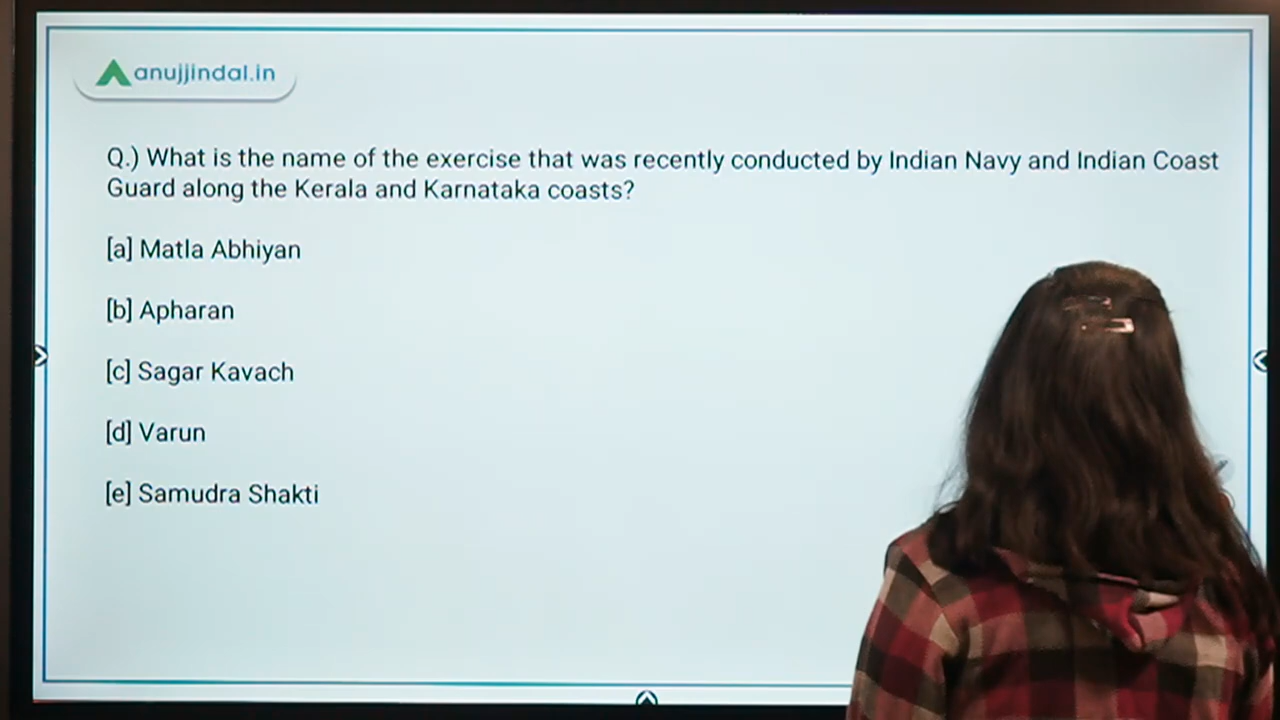 anujjindal.in
Q.) What is the name of the exercise that was recently conducted by Indian Navy and Indian Coast
Guard along the Kerala and Karnataka coasts?
[a] Matla Abhiyan
[b] Apharan
[c] Sagar Kavach
[d] Varun
[e] Samudra Shakti